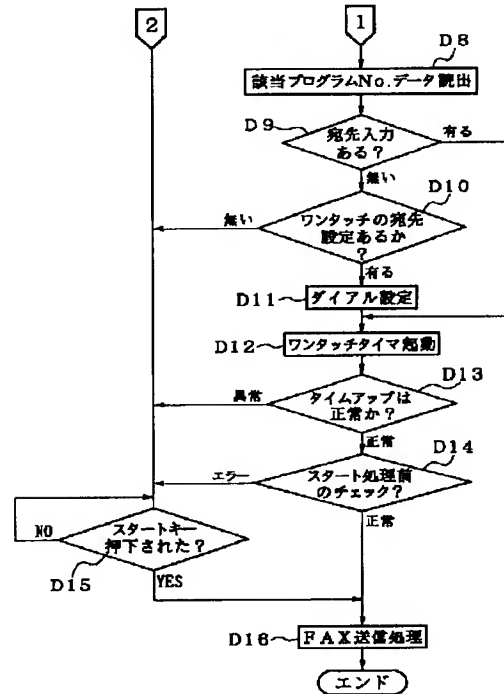 2
1
D8
該当プログラムNo.データ読出
D9
宛先入力
ある?
有る
無い
D10
ワンタッチの宛先
設定あるか
?
無い
有る
D11
ダイアル設定
D12
ワンタッチタイマ起動
D13
タイムアップは
正常か?
異常
正常
D14
スタート処理前
のチェック?
エラー
正常
スタートキー
押下された?
NO
D15
YES
D16
FAX送信処理
エンド